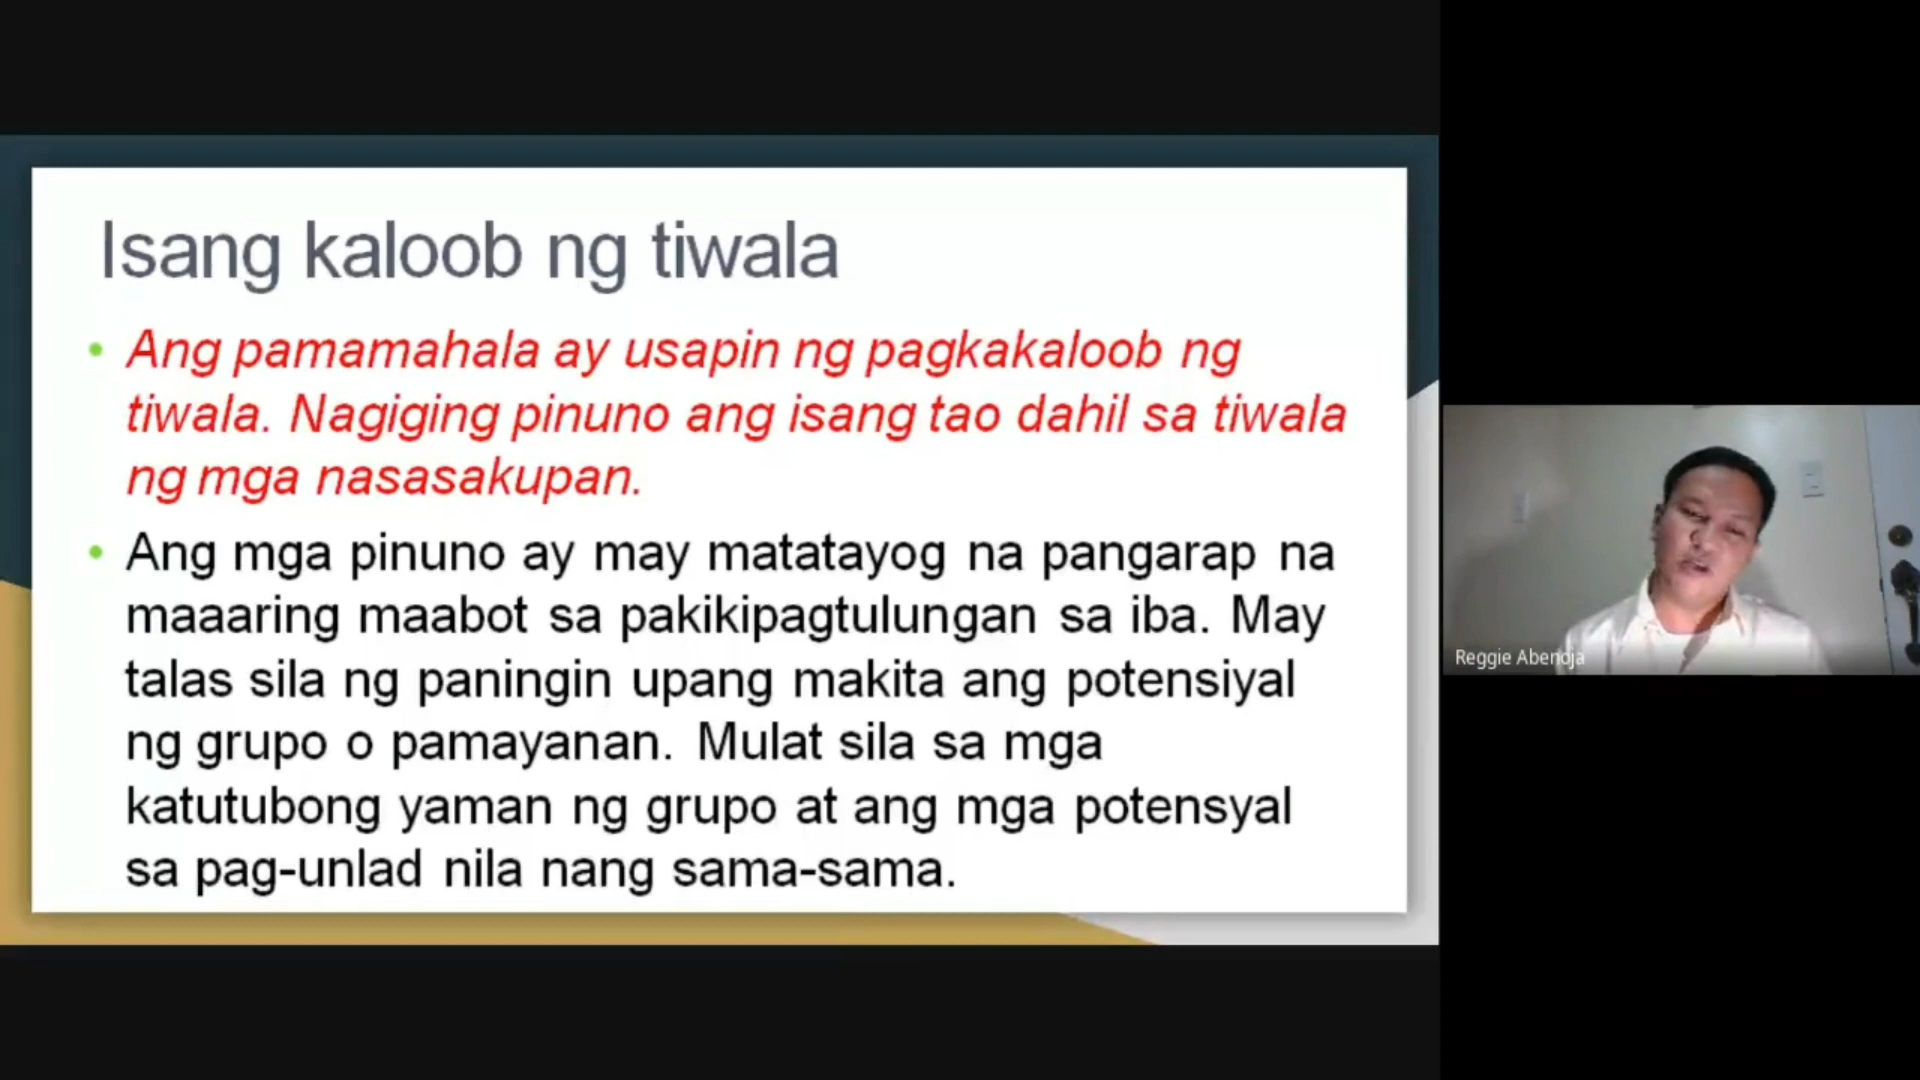 Isang kaloob ng tiwala
Ang pamamahala ay usapin ng pagkakaloob ng
tiwala. Nagiging pinuno ang isang tao dahil sa tiwala
ng mga nasasakupan.
Ang mga pinuno ay may matatayog na pangarap na
maaaring maabot sa pakikipagtulungan sa iba. May
talas sila ng paningin upang makita ang potensiyal
ng grupo o pamayanan. Mulat sila sa mga
katutubong yaman ng grupo at ang mga potensyal
sa pag-unlad nila nang sama-sama.
Reggie Abenoja